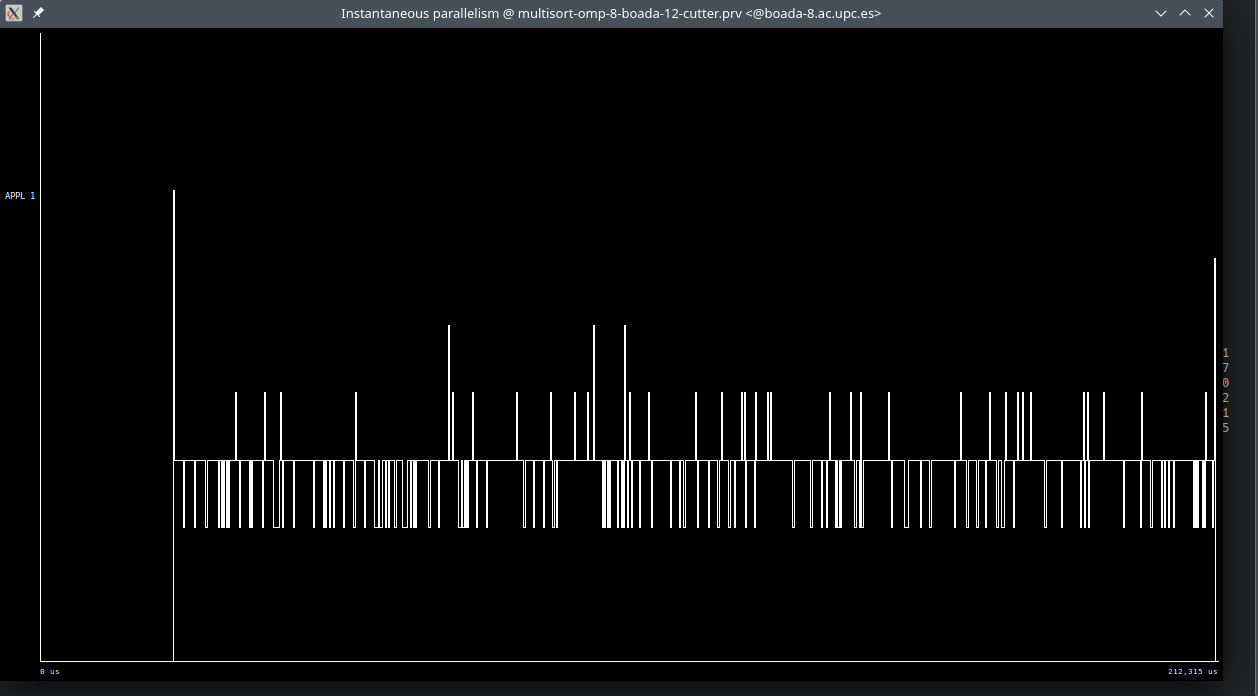 Instantaneous parallelism @ multisort-omp-8-boada-12-cutter.prv <@boada-8.ac.upc.es>
APPL 1
1
7
0
2
1
5
0 us
212,315 us